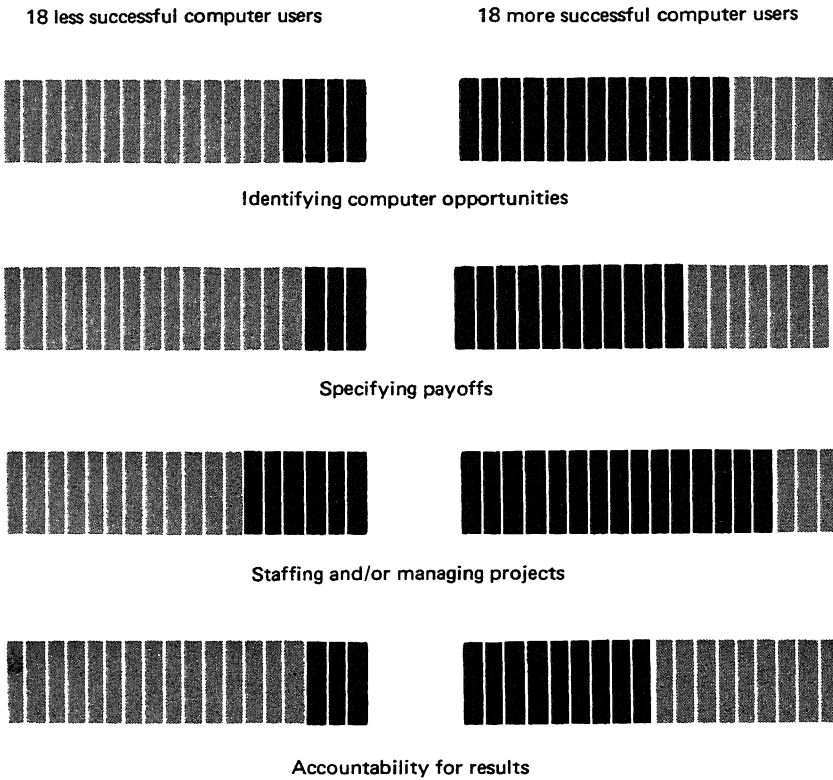 18 less successful computer users
18 more successful computer users
Identifying computer opportunities
Specifying payoffs
Staffing and/or managing projects
Accountability for results